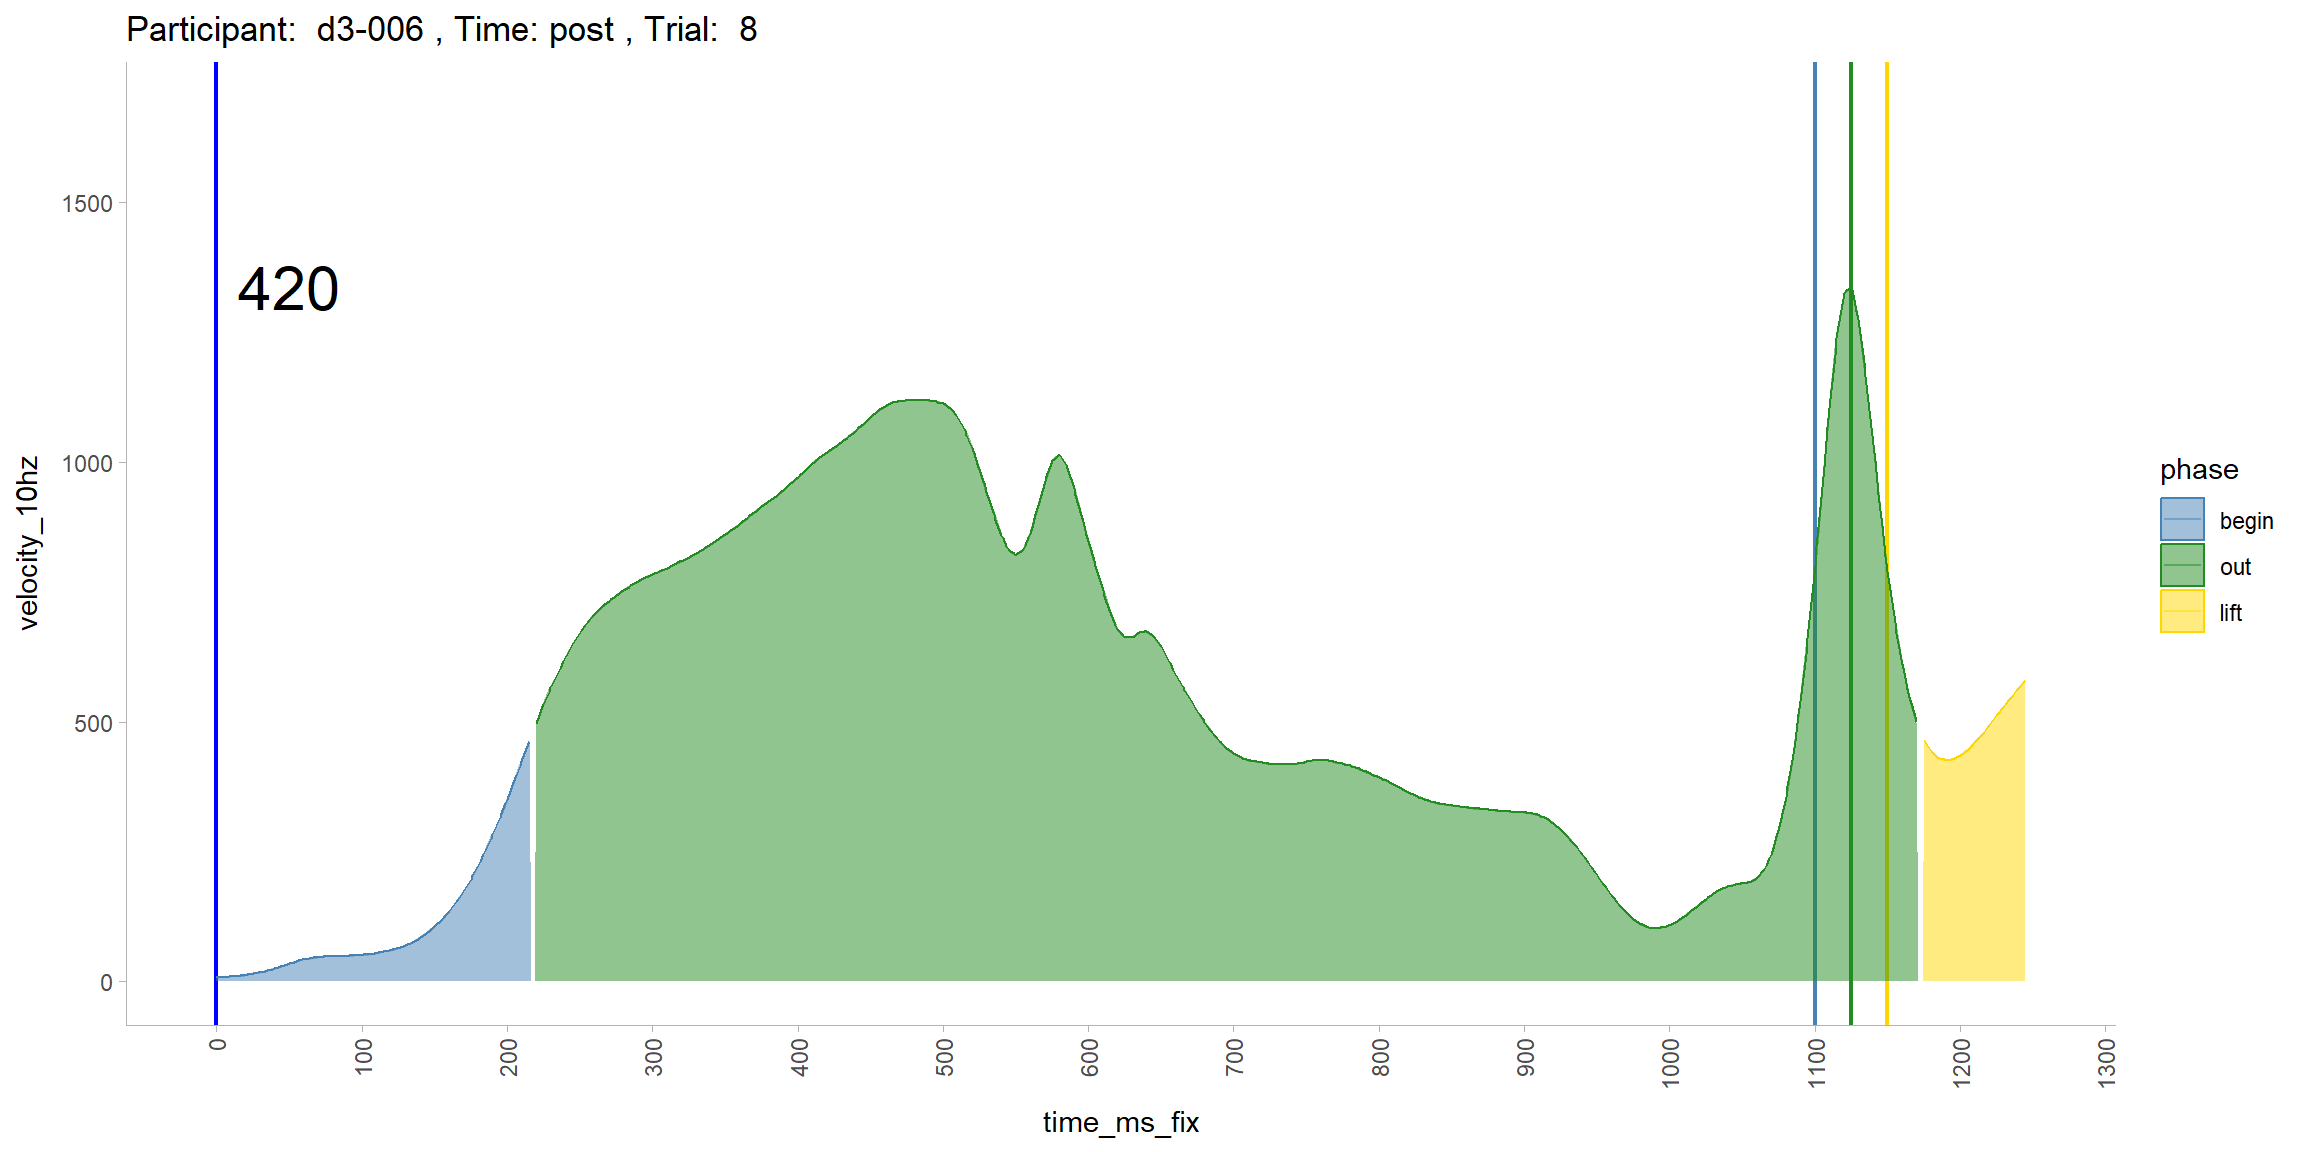 Participant:  d3-006 , Time: post , Trial:  8
1500
1000
500
0
velocity_10hz
420
0
100
200
300
400
500
600
700
800
900
1000
1100
1200
1300
time_ms_fix
phase
begin
out
lift